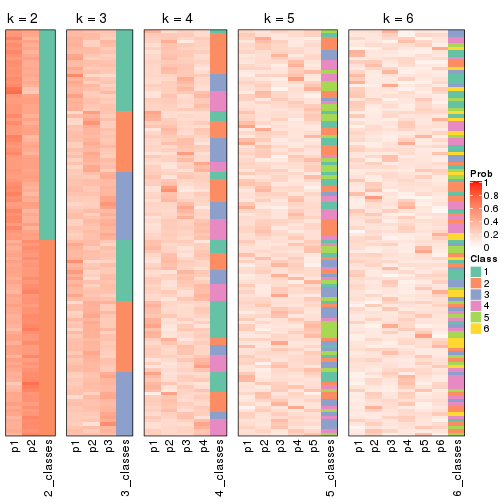 k = 2
k = 3
k = 4
k = 5
k = 6
Prob
1
0.8
0.6
0.4
0.2
0
Class
1
2
3
4
5
6
p1
p2
2_classes
p1
p2
p3
3_classes
p1
p2
p3
p4
4_classes
p1
p2
p3
p4
p5
5_classes
p1
p2
p3
p4
p5
p6
6_classes